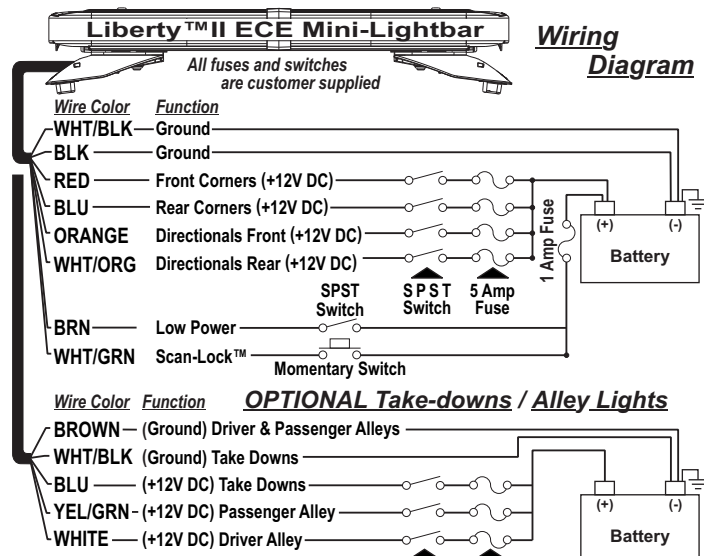 Liberty™II ECE Mini-Lightbar
Wiring
Diagram
All fuses and switches
are customer supplied
Wire Color Function
WHT/BLK Ground
BLK Ground
RED Front Corners (+12V DC)
BLU Rear Corners (+12V DC)
ORANGE Directionals Front (+12V DC)
WHT/ORG Directionals Rear (+12V DC)
1 Amp Fuse
(+) (-)
Battery
SPST
Switch
S P S T
Switch
5 Amp
Fuse
BRN Low Power
WHT/GRN Scan-Lock™
Momentary Switch
OPTIONAL Take-downs / Alley Lights
Wire Color Function
BROWN (Ground) Driver & Passenger Alleys
WHT/BLK (Ground) Take Downs
BLU (+12V DC) Take Downs
YEL/GRN (+12V DC) Passenger Alley
WHITE (+12V DC) Driver Alley
(+) (-)
Battery